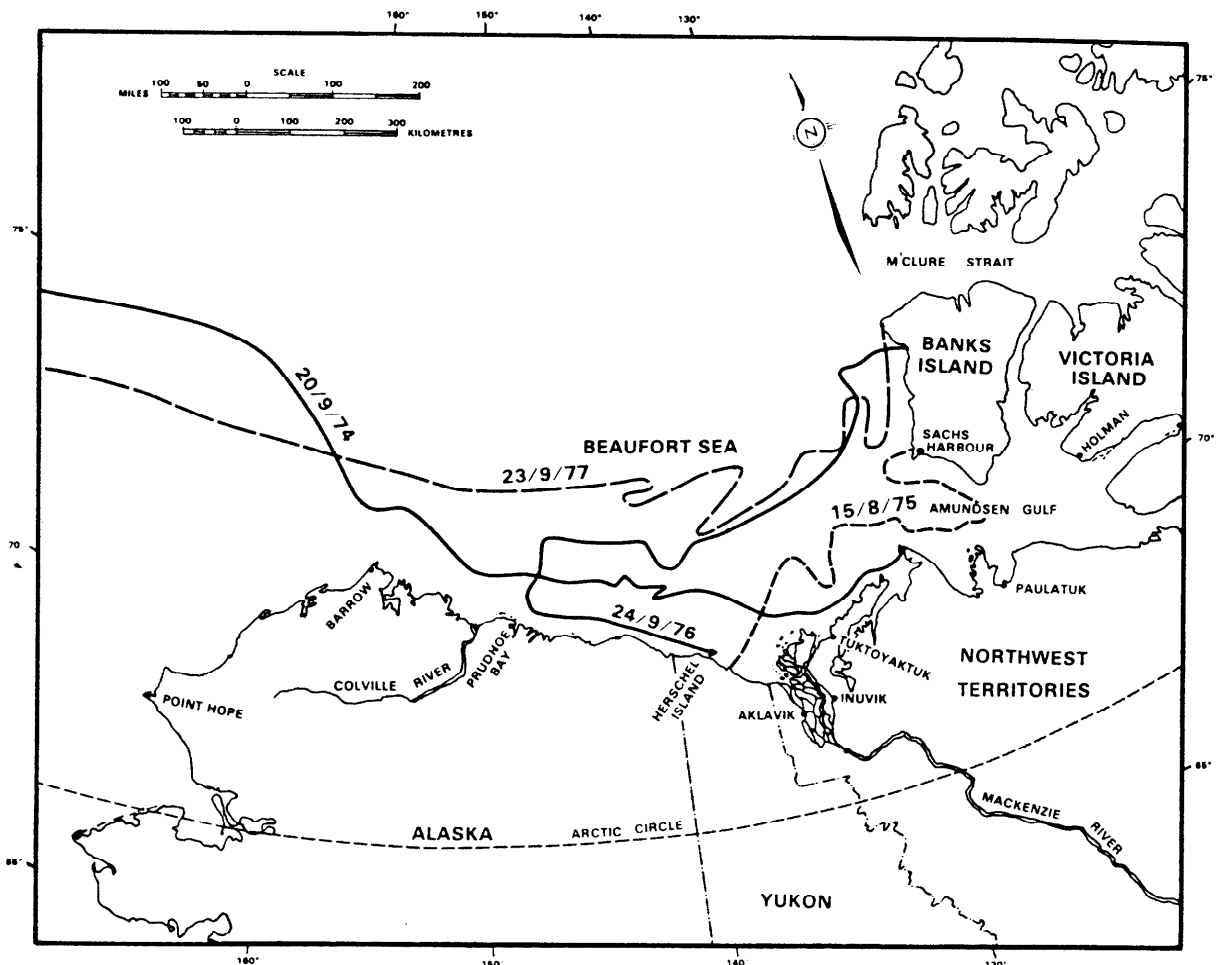 160° 150° 140° 130°
SCALE
100 50 0 100 200
MILES
100 0 100 200 300
KILOMETRES
75°
N
75°
M'CLURE STRAIT
BANKS
ISLAND
VICTORIA
ISLAND
20/9/74
HOLMAN
70°
SACHS
HARBOUR
BEAUFORT SEA
23/9/77
15/8/75
AMUNDSEN GULF
70°
PAULATUK
BARROW
24/9/76
PRUDHOE
BAY
TUKTOYAKTUK
NORTHWEST
TERRITORIES
COLVILLE RIVER
HERSCHEL
ISLAND
POINT HOPE
AKLAVIK
INUVIK
65°
MACKENZIE RIVER
ALASKA
ARCTIC CIRCLE
YUKON
160° 150° 140° 130°